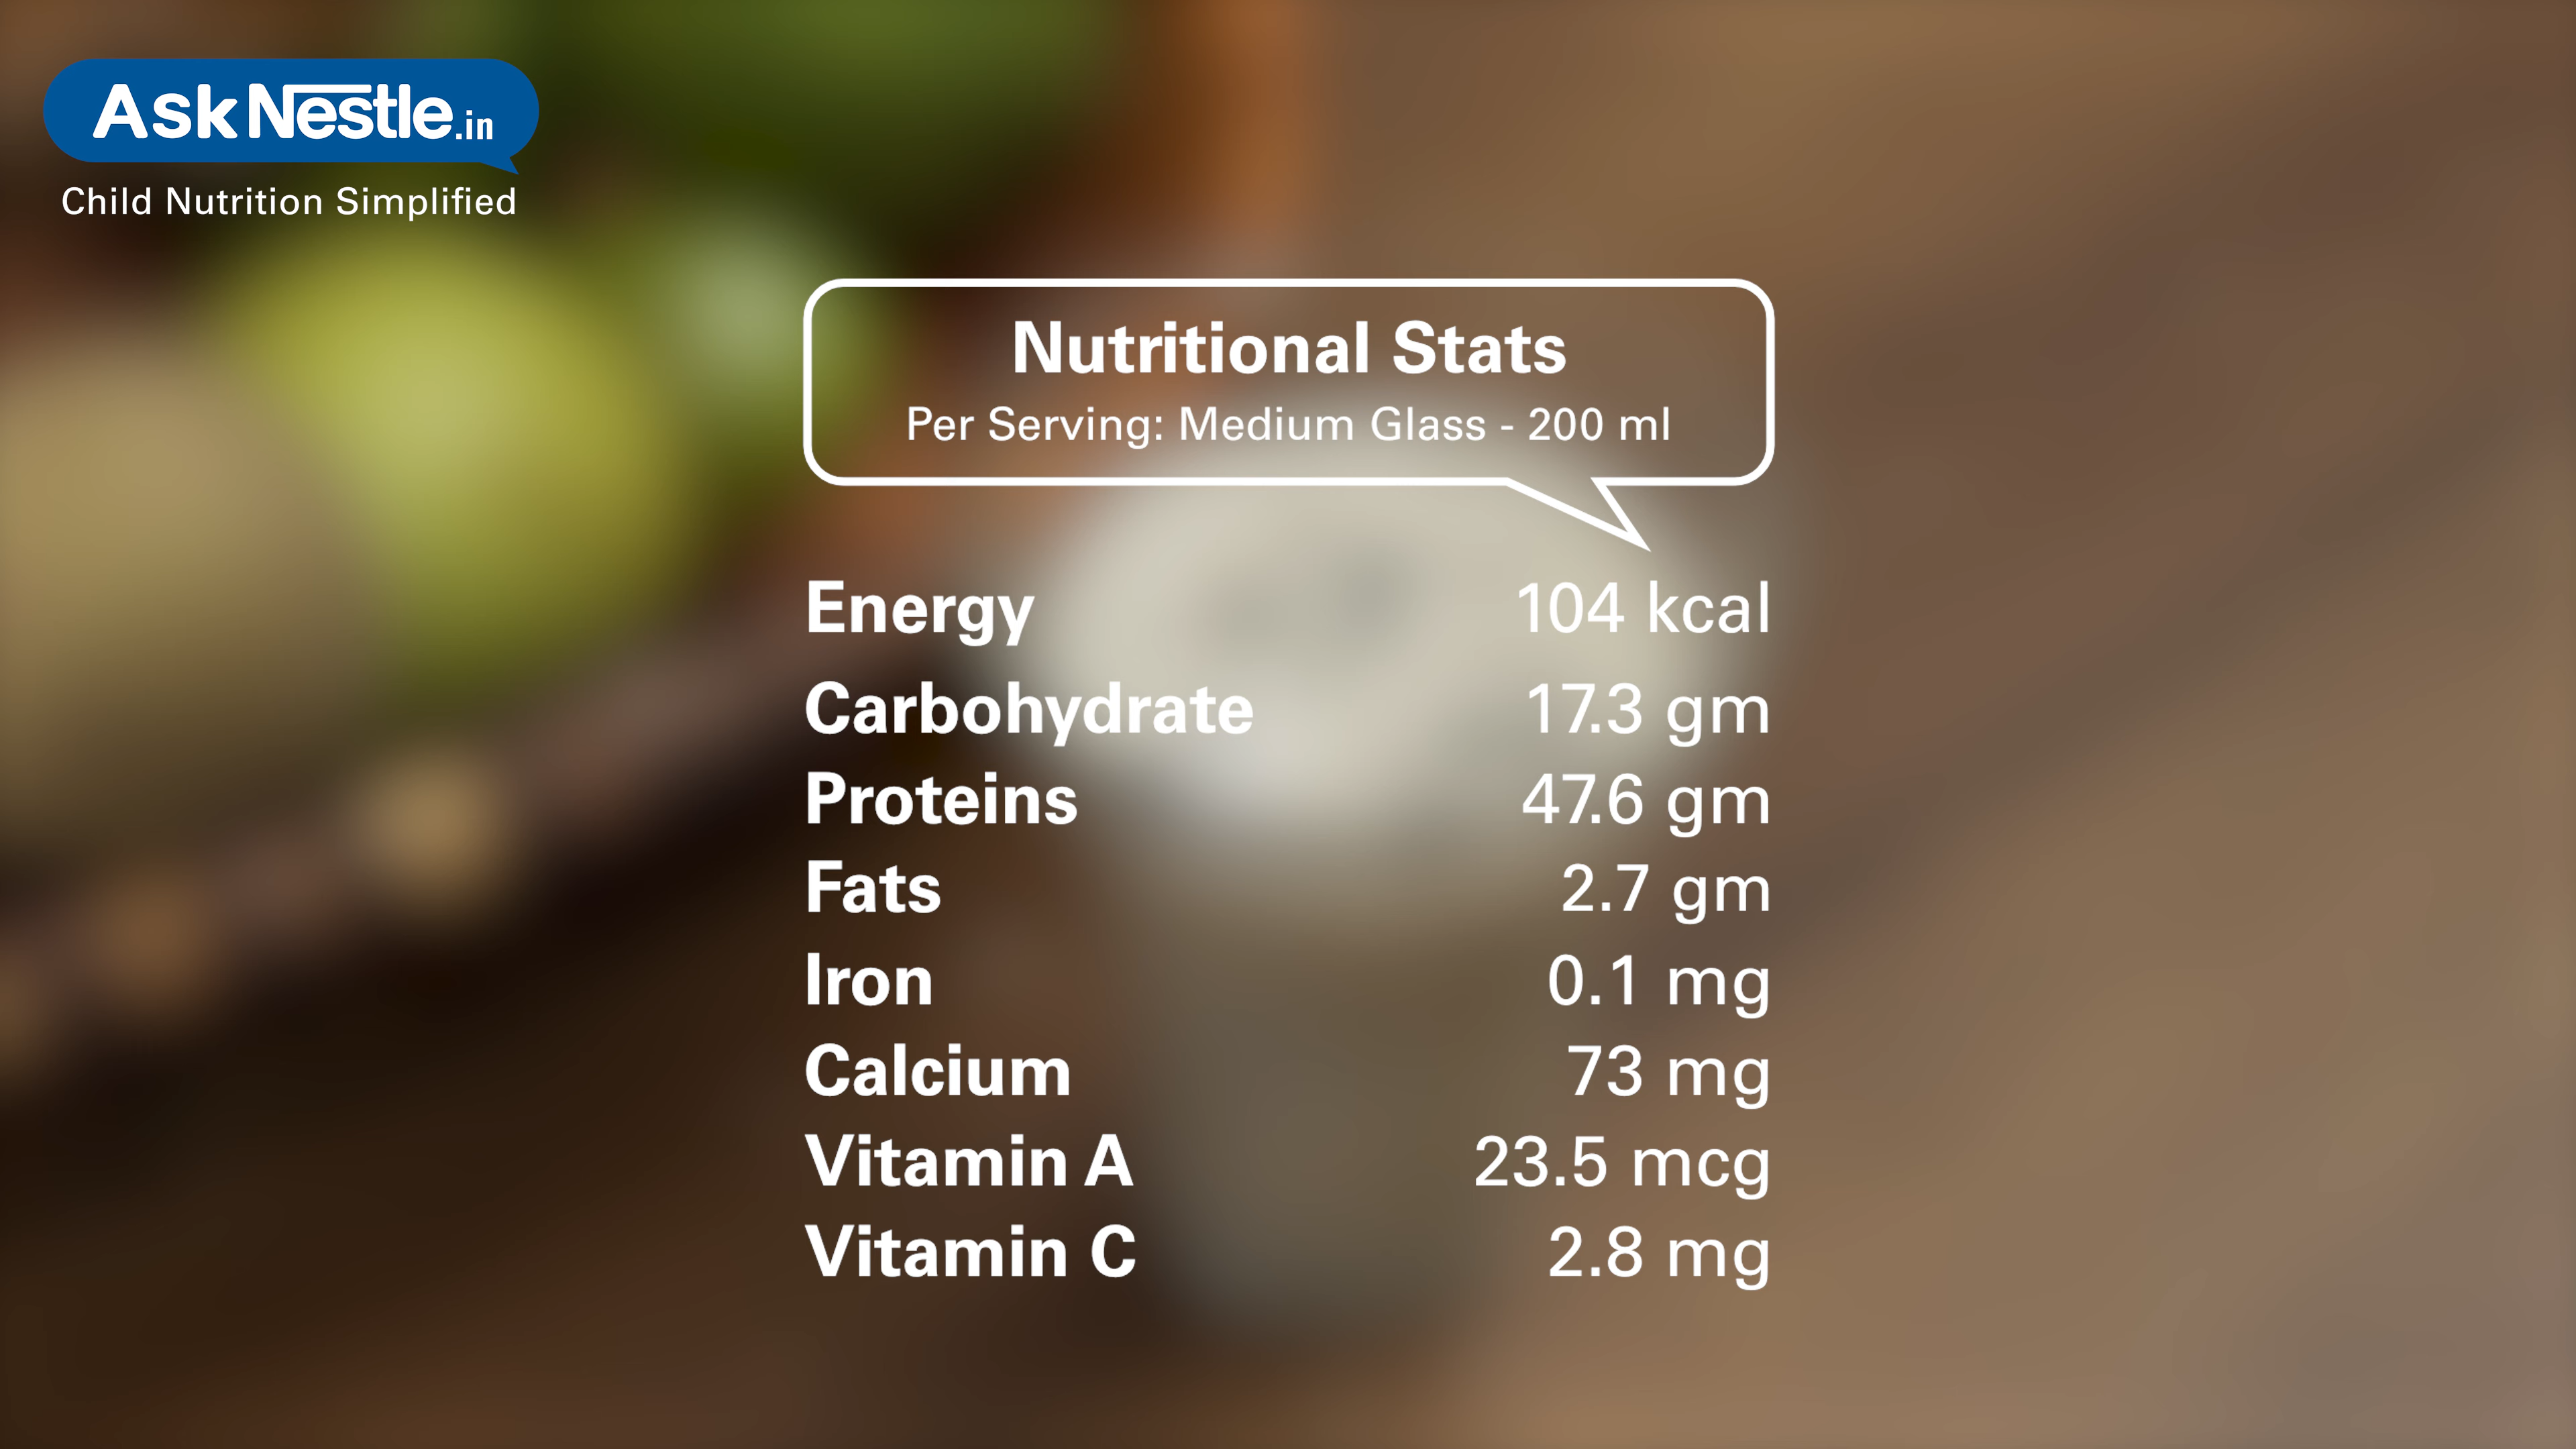 AskNestle.in
Child Nutrition Simplified
Nutritional Stats
Per Serving: Medium Glass - 200 ml
Energy 104 kcal
Carbohydrate 17.3 gm
Proteins 47.6 gm
Fats 2.7 gm
Iron 0.1 mg
Calcium 73 mg
Vitamin A 23.5 mcg
Vitamin C 2.8 mg